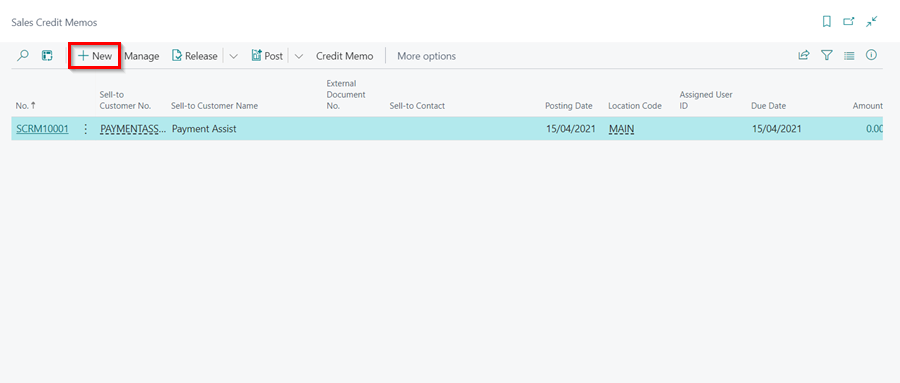 Sales Credit Memos
New Manage Release Post Credit Memo More options
No. ↑ Sell-to Customer No. Sell-to Customer Name External Document No. Sell-to Contact Posting Date Location Code Assigned User ID Due Date Amount
SCRM10001 PAYMENTASS... Payment Assist 15/04/2021 MAIN 15/04/2021 0.00